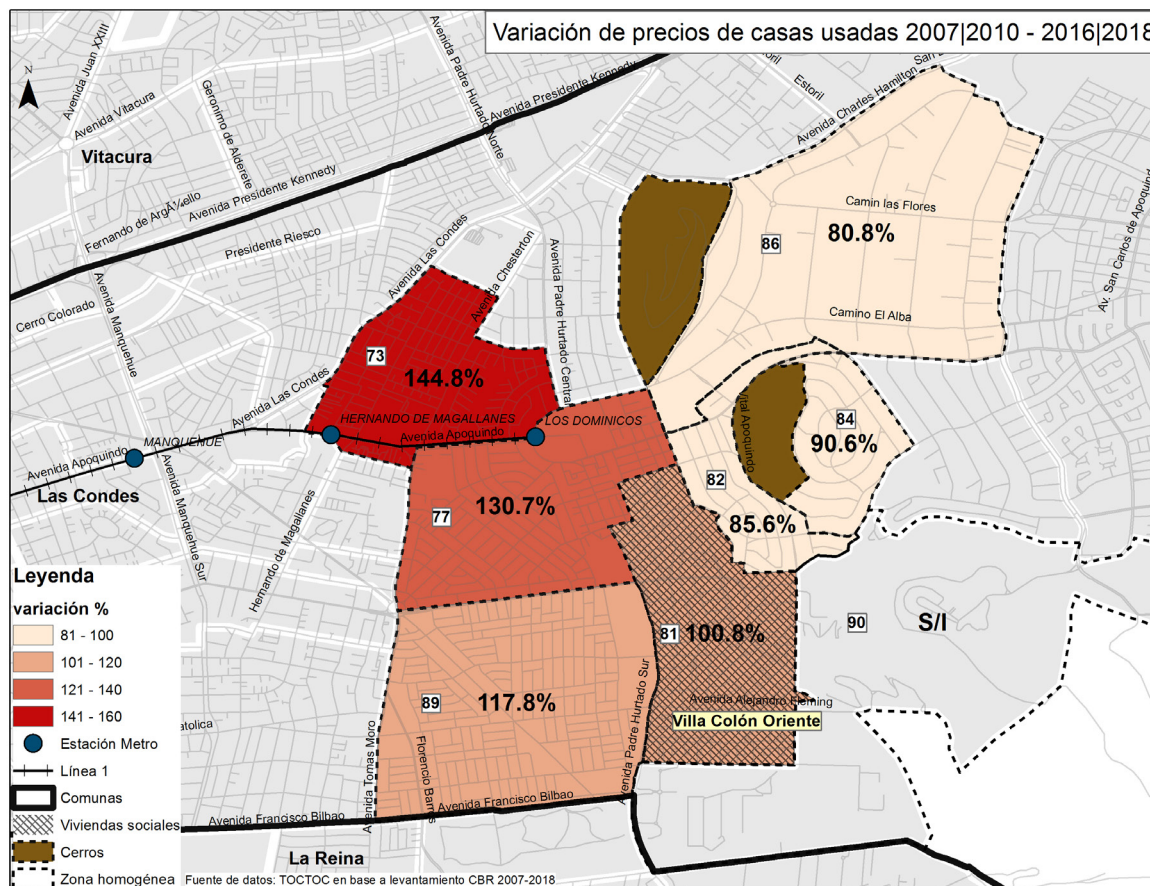 Variación de precios de casas usadas 2007|2010 - 2016|2018
Avenida Juan XXIII
Avenida Vitacura
Geronimo de Alderete
Vitacura
Avenida Padre Hurtado Norte
Avenida Presidente Kennedy
Estoril
Avenida Charles Hamilton
San
N
Fernando de ArgÃ¼ello
Avenida Presidente Kennedy
Presidente Riesco
Cerro Colorado
Avenida Manquehue
Avenida Las Condes
Avenida Chesterton
Avenida Padre Hurtado Central
Camin las Flores
86
80.8%
Camino El Alba
Av. San Carlos de Apoquind
73
144.8%
Avenida Las Condes
HERNANDO DE MAGALLANES
LOS DOMINICOS
Avenida Apoquindo
MANQUEHUE
Avenida Apoquindo
Las Condes
Vital Apoquindo
84
90.6%
82
85.6%
77
130.7%
Avenida Manquehue Sur
Hernando de Magallanes
90
S/I
81
100.8%
Avenida Alejandro Fleming
Villa Colón Oriente
89
117.8%
Avenida Padre Hurtado Sur
Avenida Tomas Moro
Florencio Barrios
atolica
Avenida Francisco Bilbao
Avenida Francisco Bilbao
La Reina
Leyenda
variación %
81 - 100
101 - 120
121 - 140
141 - 160
Estación Metro
Línea 1
Comunas
Viviendas sociales
Cerros
Zona homogénea
Fuente de datos: TOCTOC en base a levantamiento CBR 2007-2018